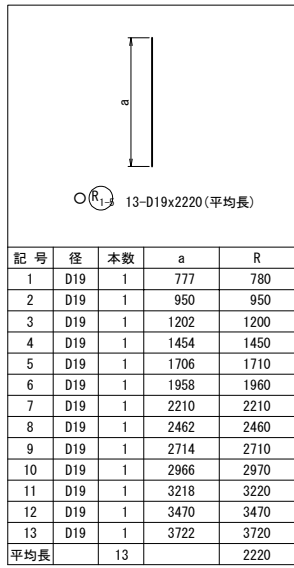 a
○ R1-5 13-D19x2220(平均長)
記 号 径 本数 a R
1 D19 1 777 780
2 D19 1 950 950
3 D19 1 1202 1200
4 D19 1 1454 1450
5 D19 1 1706 1710
6 D19 1 1958 1960
7 D19 1 2210 2210
8 D19 1 2462 2460
9 D19 1 2714 2710
10 D19 1 2966 2970
11 D19 1 3218 3220
12 D19 1 3470 3470
13 D19 1 3722 3720
平均長 13 2220